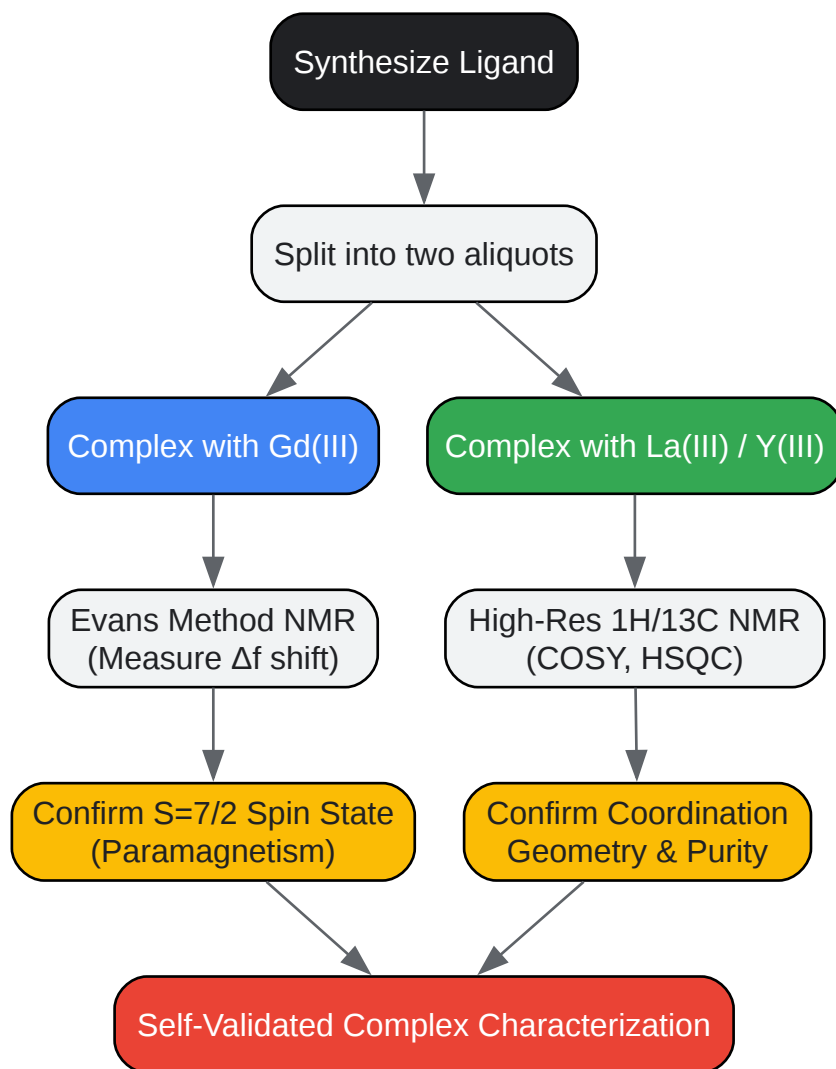 Synthesize Ligand
Split into two aliquots
Complex with Gd(III)
Complex with La(III) / Y(III)
Evans Method NMR
(Measure Δf shift)
High-Res 1H/13C NMR
(COSY, HSQC)
Confirm S=7/2 Spin State
(Paramagnetism)
Confirm Coordination
Geometry & Purity
Self-Validated Complex Characterization